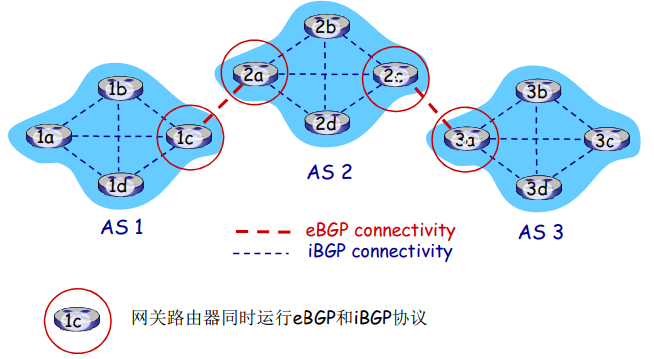 2b
2a
2c
2d
1b
1a
1c
1d
3b
3a
3c
3d
AS 2
AS 1
AS 3
eBGP connectivity
iBGP connectivity
1c
网关路由器同时运行eBGP和iBGP协议